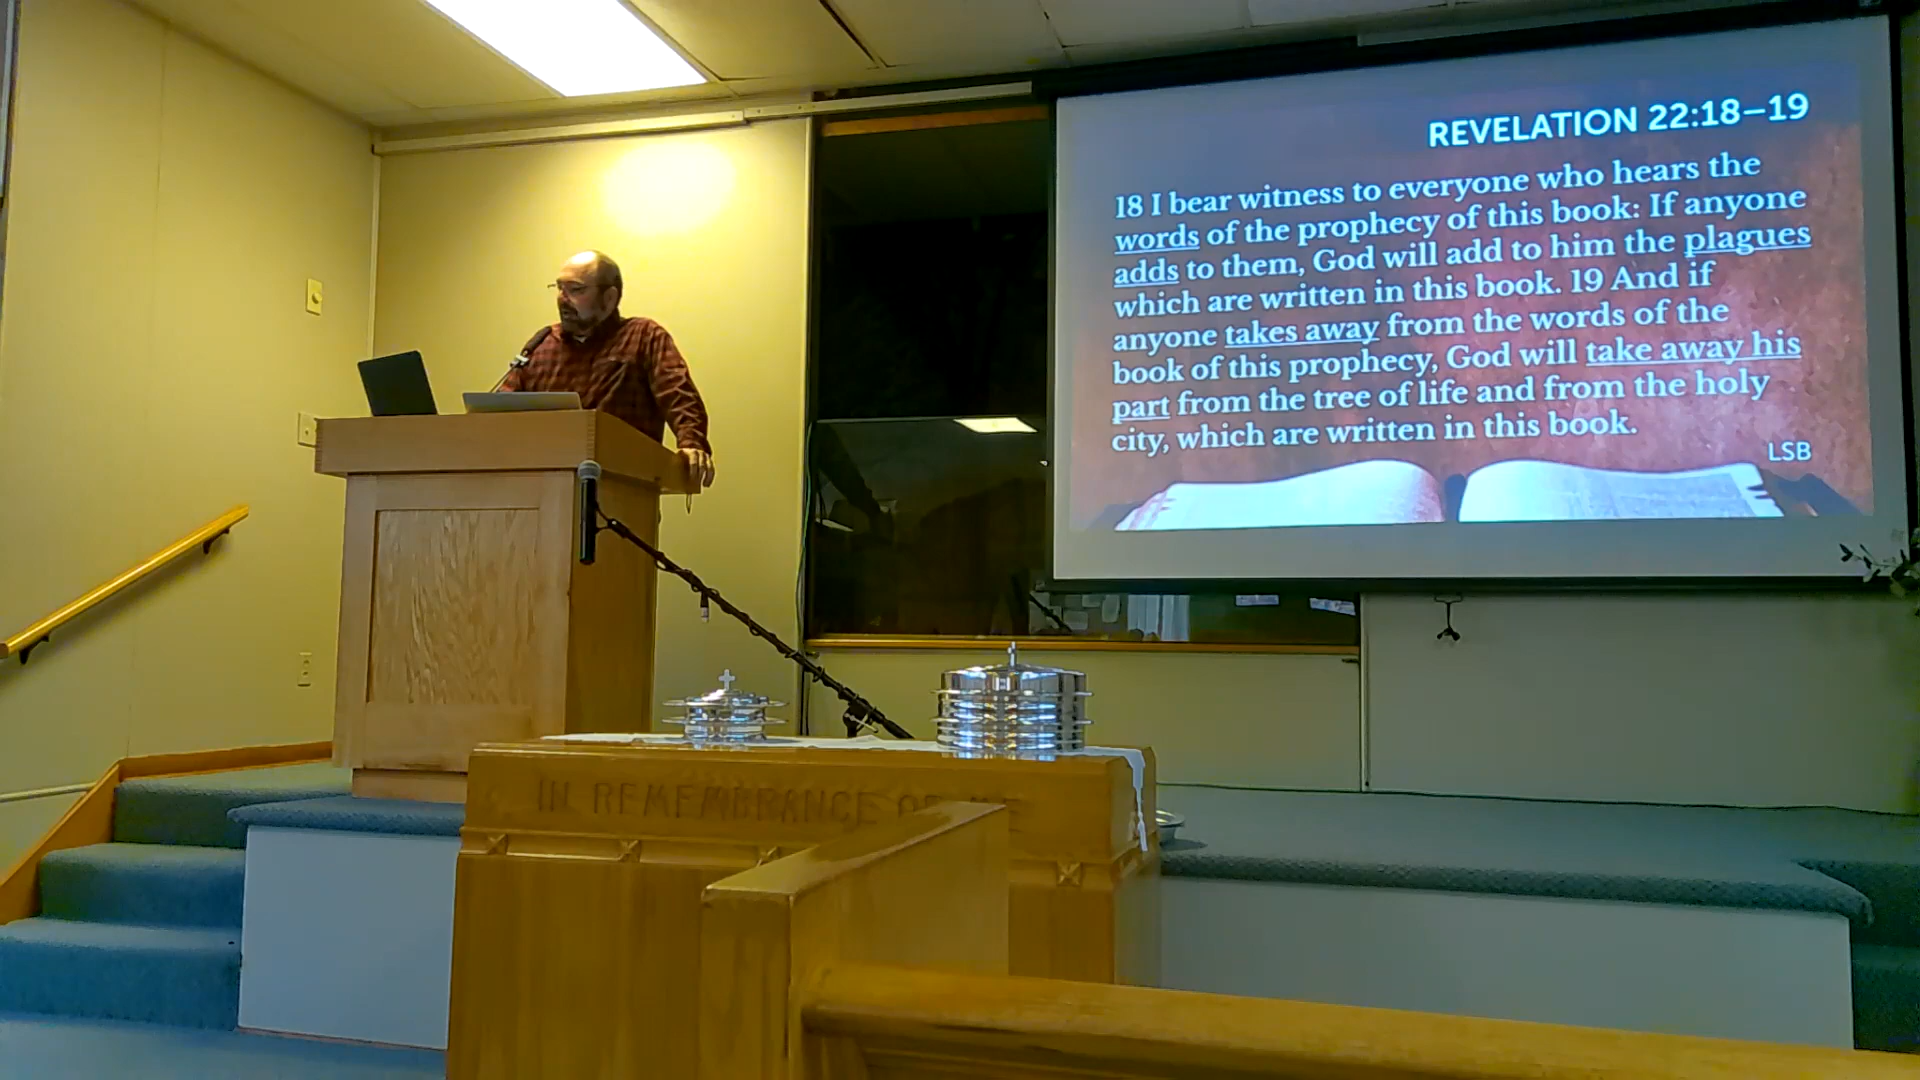 REVELATION 22:18–19
18 I bear witness to everyone who hears the
words of the prophecy of this book: If anyone
adds to them, God will add to him the plagues
which are written in this book. 19 And if
anyone takes away from the words of the
book of this prophecy, God will take away his
part from the tree of life and from the holy
city, which are written in this book.
LSB
IN REMEMBRANCE OF ME